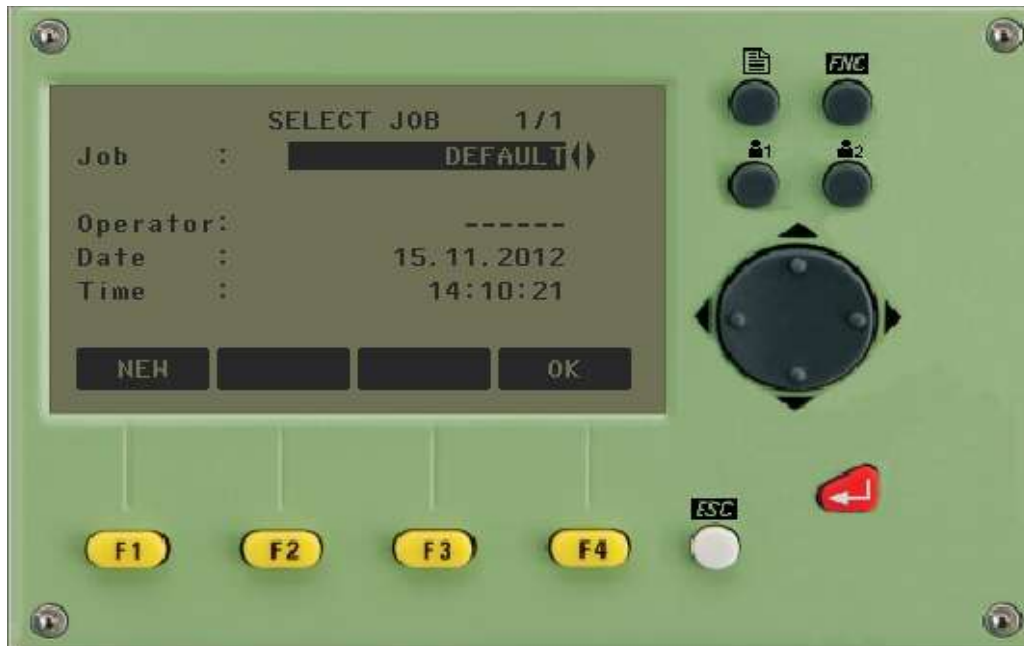 SELECT JOB 1/1
Job : DEFAULT
Operator: ------
Date : 15.11.2012
Time : 14:10:21
NEW OK
FNC
1 2
ESC
F1 F2 F3 F4